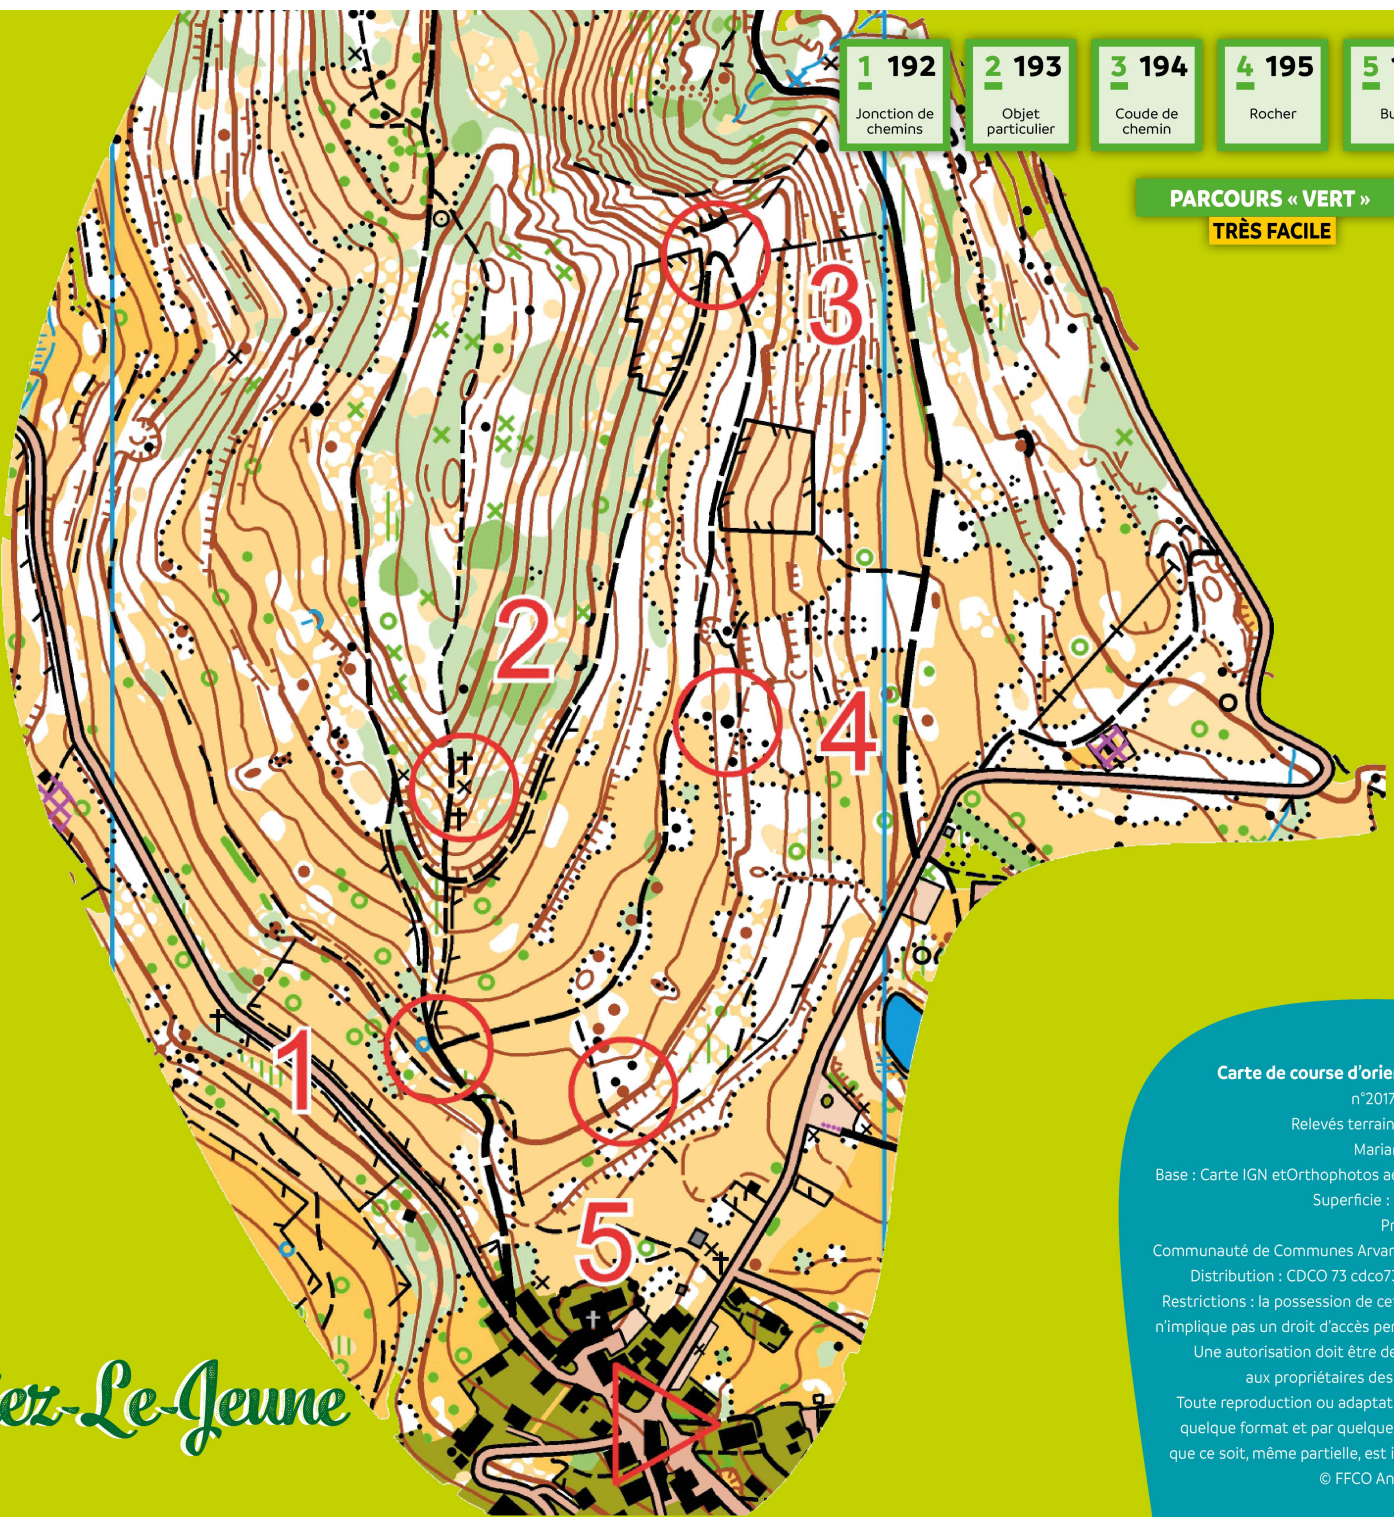 1 192
Jonction de
chemins
2 193
Objet
particulier
3 194
Coude de
chemin
4 195
Rocher
5
PARCOURS « VERT »
TRÈS FACILE
3
2
4
1
5
ez-Le-Jeune
Carte de course d'orie
n°2017
Relevés terrain
Maria
Base : Carte IGN etOrthophotos a
Superficie :
P
Communauté de Communes Arva
Distribution : CDCO 73 cdco7
Restrictions : la possession de ce
n'implique pas un droit d'accès pe
Une autorisation doit être de
aux propriétaires des
Toute reproduction ou adaptat
quelque format et par quelque
que ce soit, même partielle, est i
© FFCO An